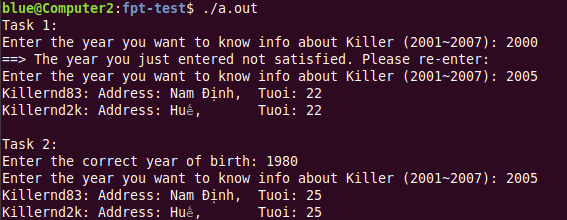 blue@Computer2:fpt-test$ ./a.out
Task 1:
Enter the year you want to know info about Killer (2001~2007): 2000
==> The year you just entered not satisfied. Please re-enter:
Enter the year you want to know info about Killer (2001~2007): 2005
Killernd83: Address: Nam Định,  Tuoi: 22
Killernd2k: Address: Huế,       Tuoi: 22

Task 2:
Enter the correct year of birth: 1980
Enter the year you want to know info about Killer (2001~2007): 2005
Killernd83: Address: Nam Định,  Tuoi: 25
Killernd2k: Address: Huế,       Tuoi: 25